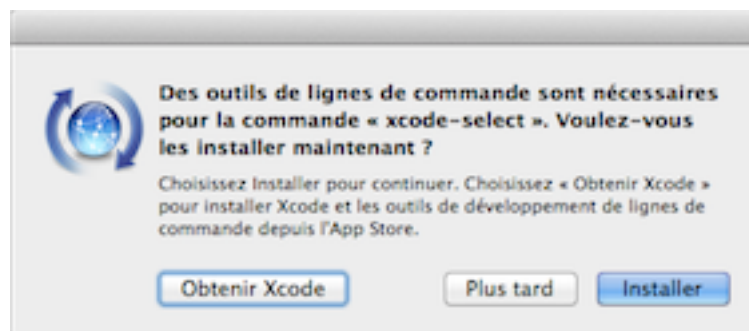 Des outils de lignes de commande sont nécessaires
pour la commande « xcode-select ». Voulez-vous
les installer maintenant ?
Choisissez Installer pour continuer. Choisissez « Obtenir Xcode »
pour installer Xcode et les outils de développement de lignes de
commande depuis l'App Store.
Obtenir Xcode
Plus tard
Installer